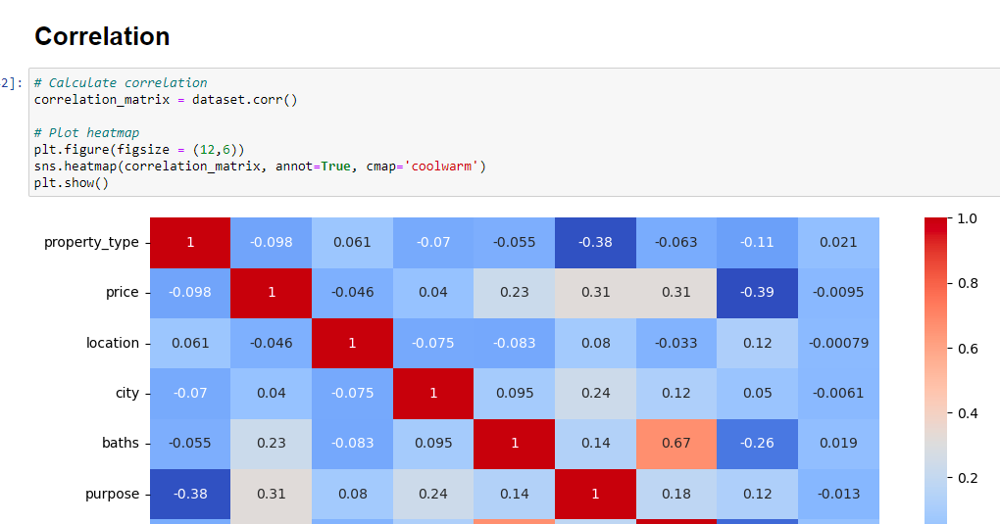 Correlation
2]: # Calculate correlation
correlation_matrix = dataset.corr()
# Plot heatmap
plt.figure(figsize = (12,6))
sns.heatmap(correlation_matrix, annot=True, cmap='coolwarm')
plt.show()
property_type 1 -0.098 0.061 -0.07 -0.055 -0.38 -0.063 -0.11 0.021
price -0.098 1 -0.046 0.04 0.23 0.31 0.31 -0.39 -0.0095
location 0.061 -0.046 1 -0.075 -0.083 0.08 -0.033 0.12 -0.00079
city -0.07 0.04 -0.075 1 0.095 0.24 0.12 0.05 -0.0061
baths -0.055 0.23 -0.083 0.095 1 0.14 0.67 -0.26 0.019
purpose -0.38 0.31 0.08 0.24 0.14 1 0.18 0.12 -0.013
1.0
0.8
0.6
0.4
0.2